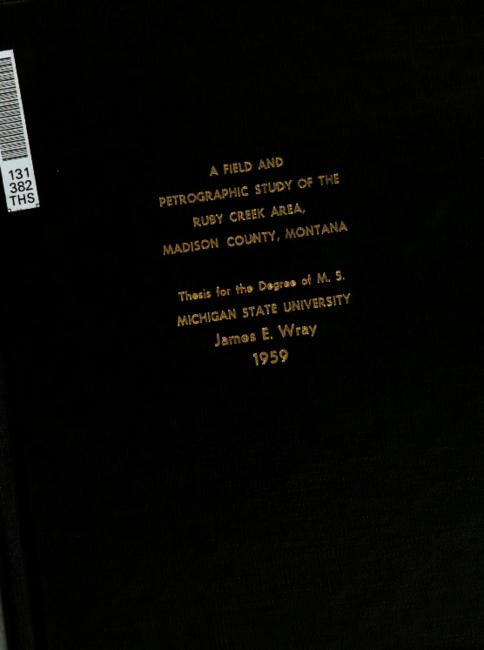 131
382
THS
A FIELD AND
PETROGRAPHIC STUDY OF THE
RUBY CREEK AREA,
MADISON COUNTY, MONTANA
Thesis for the Degree of M. S.
MICHIGAN STATE UNIVERSITY
James E. Wray
1959